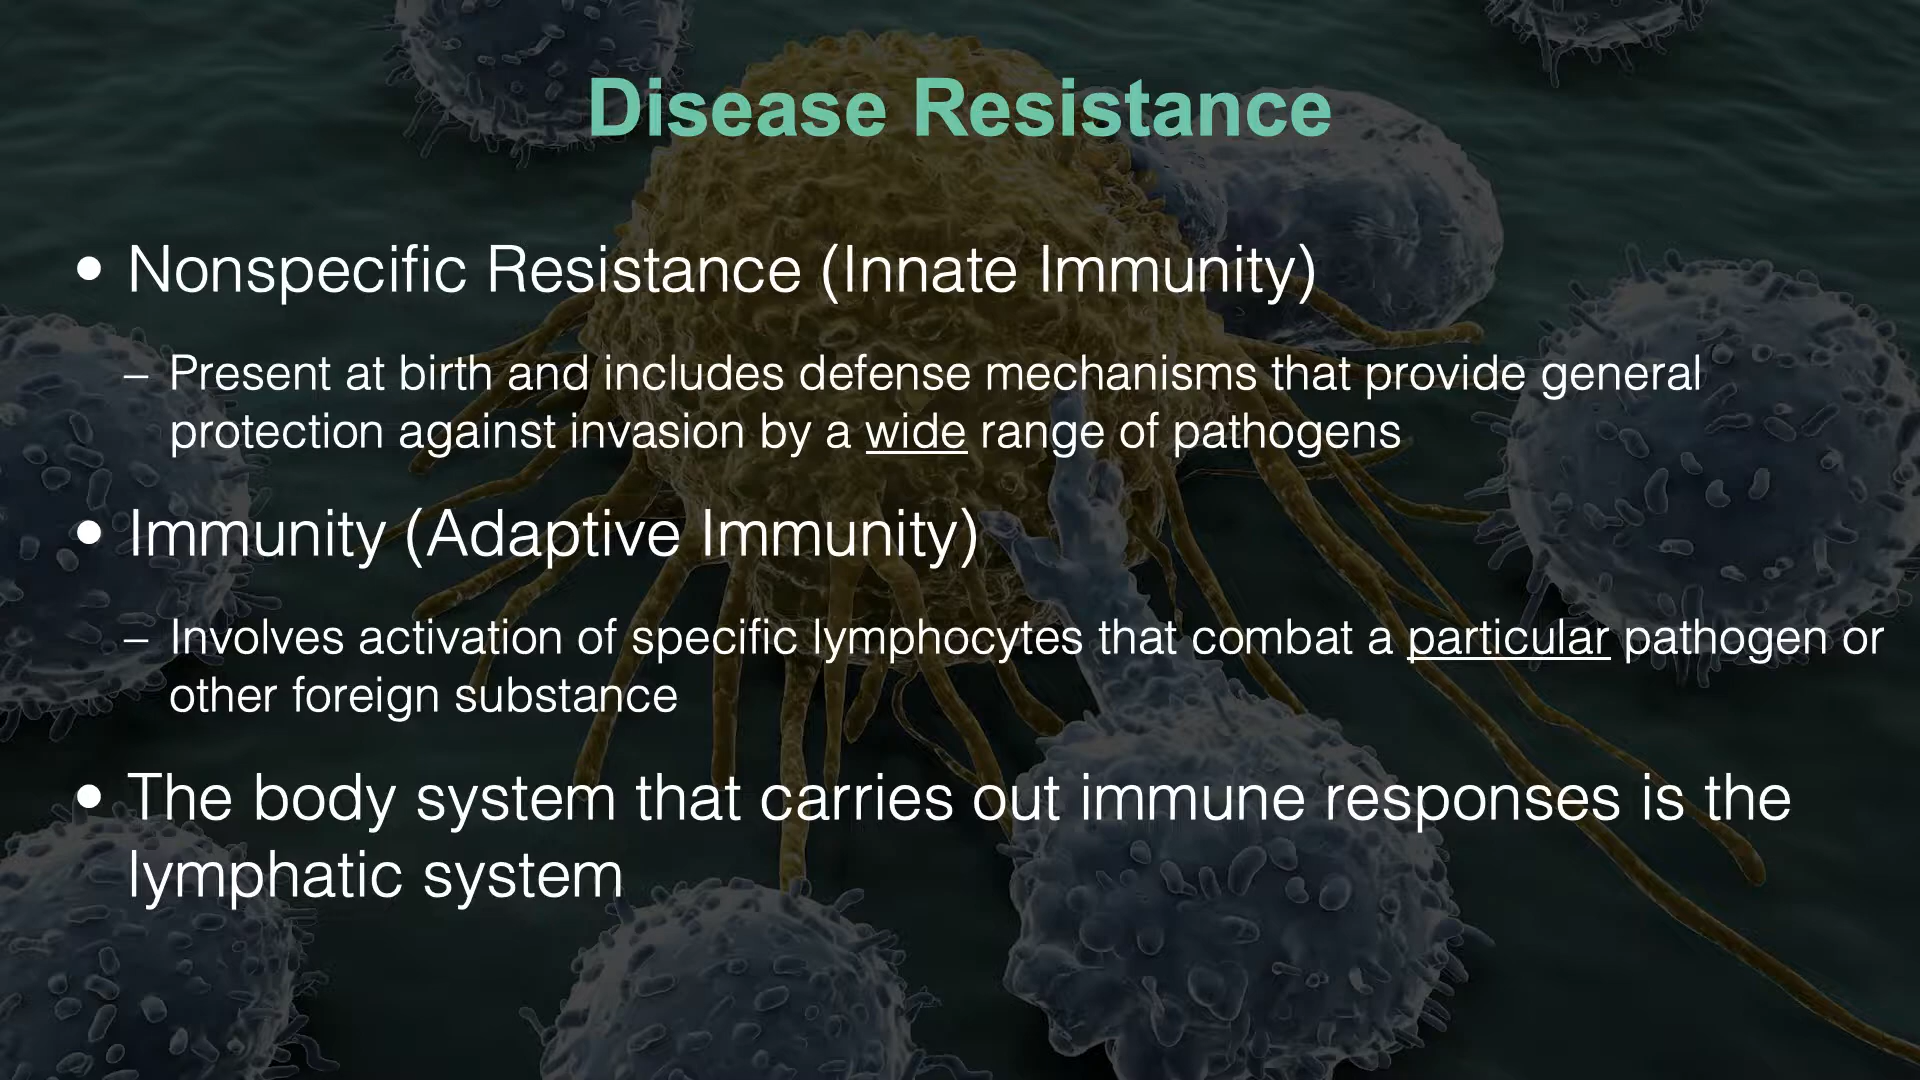 Disease Resistance
• Nonspecific Resistance (Innate Immunity)
– Present at birth and includes defense mechanisms that provide general
protection against invasion by a wide range of pathogens
• Immunity (Adaptive Immunity)
– Involves activation of specific lymphocytes that combat a particular pathogen or
other foreign substance
• The body system that carries out immune responses is the
lymphatic system